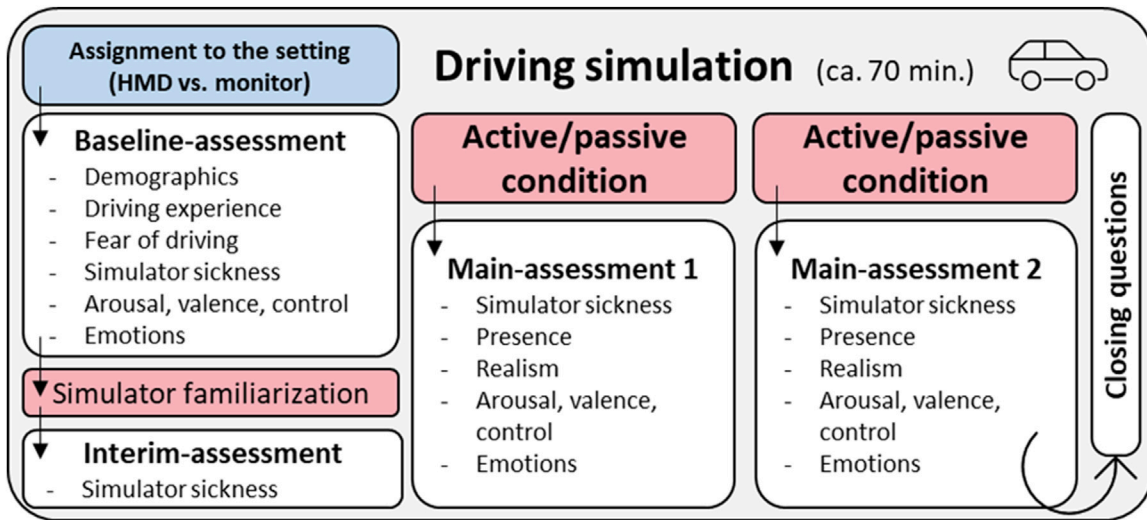 Assignment to the setting
(HMD vs. monitor)
Baseline-assessment
- Demographics
- Driving experience
- Fear of driving
- Simulator sickness
- Arousal, valence, control
- Emotions
Simulator familiarization
Interim-assessment
- Simulator sickness
Driving simulation (ca. 70 min.)
Active/passive
condition
Main-assessment 1
- Simulator sickness
- Presence
- Realism
- Arousal, valence,
control
- Emotions
Active/passive
condition
Main-assessment 2
- Simulator sickness
- Presence
- Realism
- Arousal, valence,
control
- Emotions
Closing questions